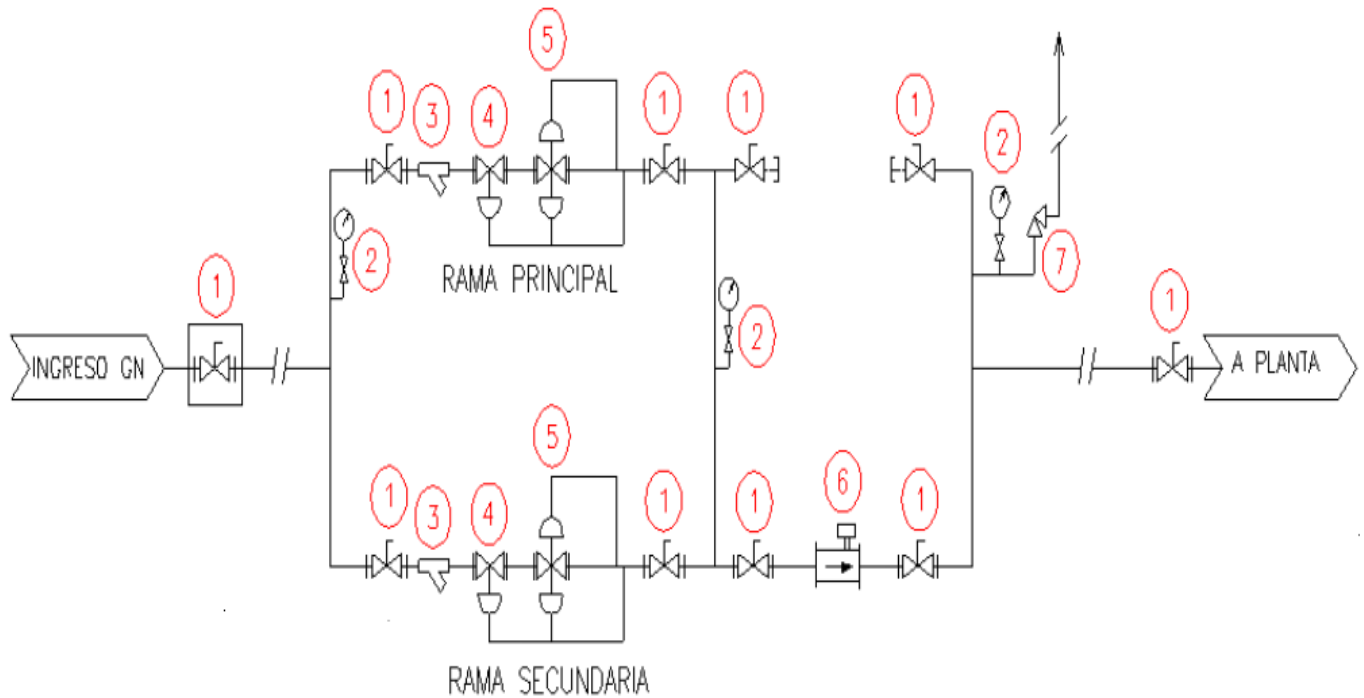 5
1 3 4 1 1 1 2
2 7
RAMA PRINCIPAL
1 2 1
INGRESO GN
A PLANTA
5
1 3 4 1 1 6 1
RAMA SECUNDARIA